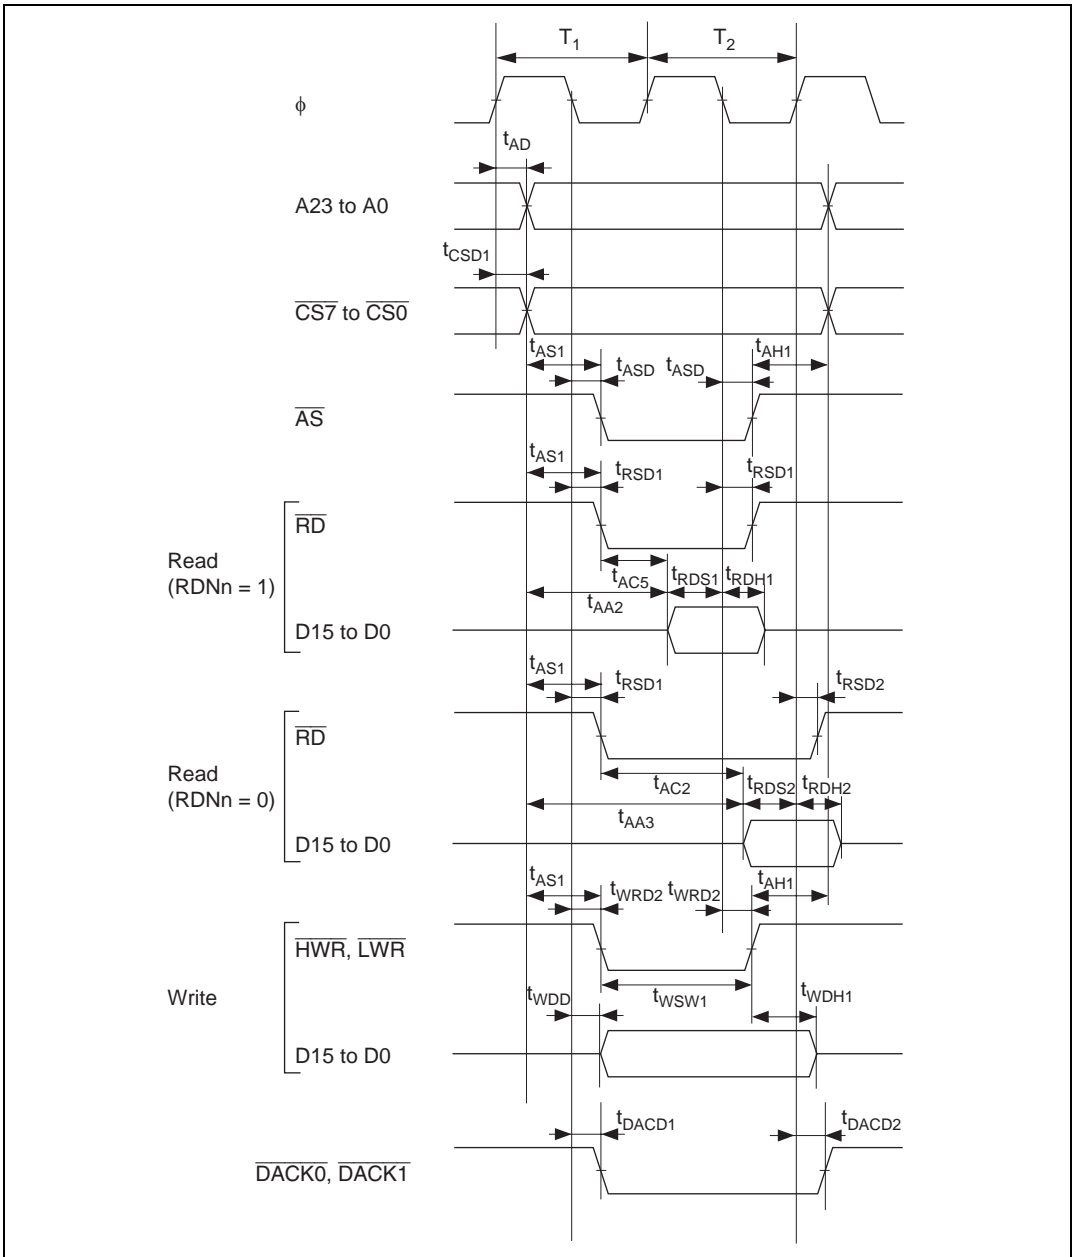 T1 T2
ϕ
tAD
A23 to A0
tCSD1
CS7 to CS0
tAS1 tASD tASD tAH1
AS
tAS1 tRSD1 tRSD1
RD
Read
(RDNn = 1)
tAC5 tRDS1 tRDH1
tAA2
D15 to D0
tAS1 tRSD1 tRSD2
RD
Read
(RDNn = 0)
tAC2 tRDS2 tRDH2
tAA3
D15 to D0
tAS1 tWRD2 tWRD2 tAH1
HWR, LWR
Write
tWDD tWSW1 tWDH1
D15 to D0
tDACD1 tDACD2
DACK0, DACK1